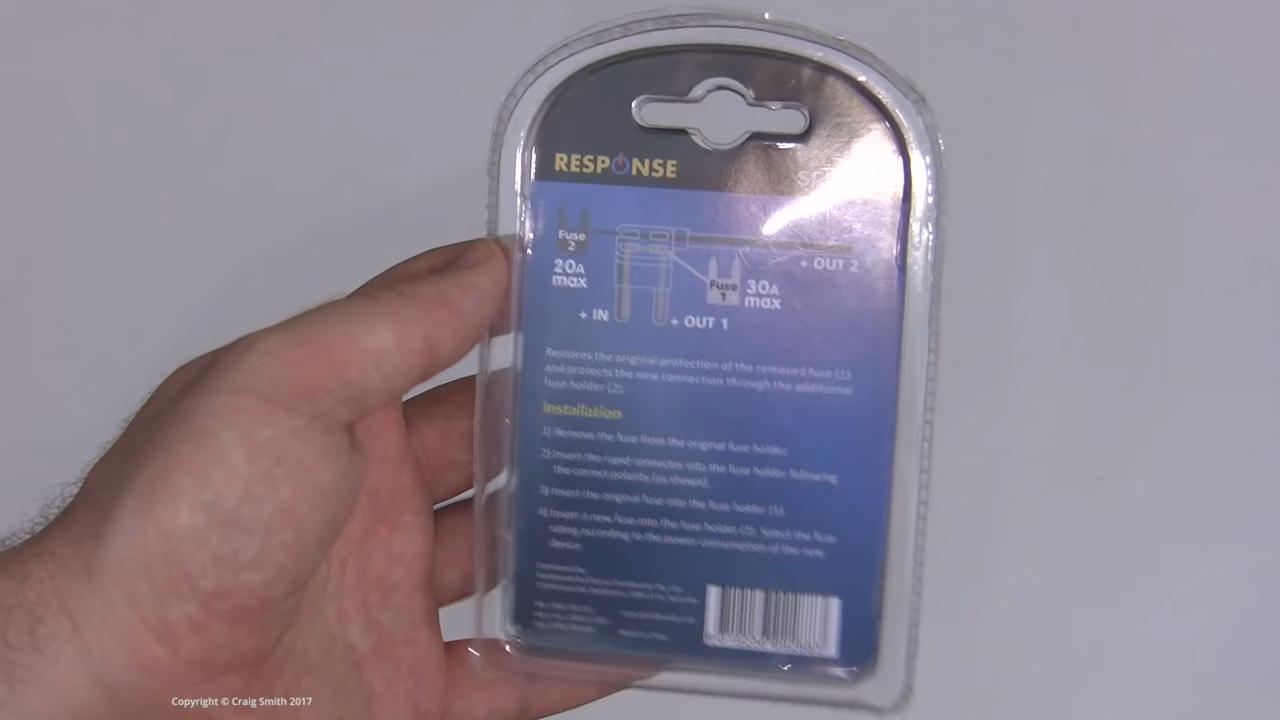 RESPONSE
Fuse
2
20A
max
+ OUT 2
Fuse
1
30A
max
+ IN
+ OUT 1
Restores the original protection of the removed fuse (1)
and protects the new connection through the additional
fuse holder (2).
Installation
1) Remove the fuse from the original fuse holder.
2) Insert the rapid connector into the fuse holder following
the correct polarity (as shown).
3) Insert the original fuse into the fuse holder (1).
4) Insert a new fuse into the fuse holder (2). Select the fuse
rating according to the power consumption of the new
device.
Copyright © Craig Smith 2017